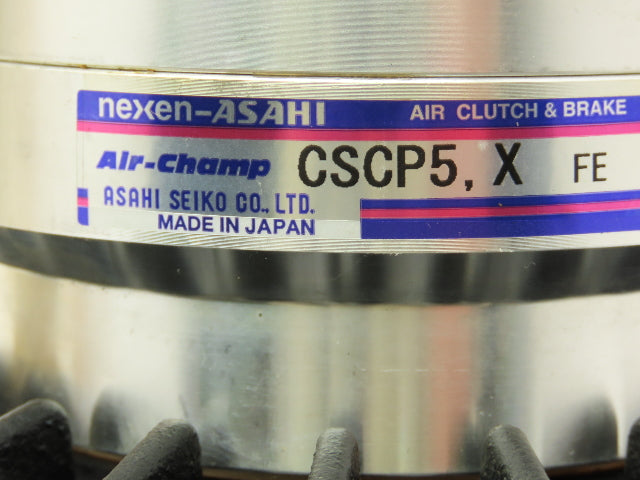 nexen-ASAHI AIR CLUTCH & BRAKE
Air-Champ CSCP5, X FE
ASAHI SEIKO CO., LTD.
MADE IN JAPAN